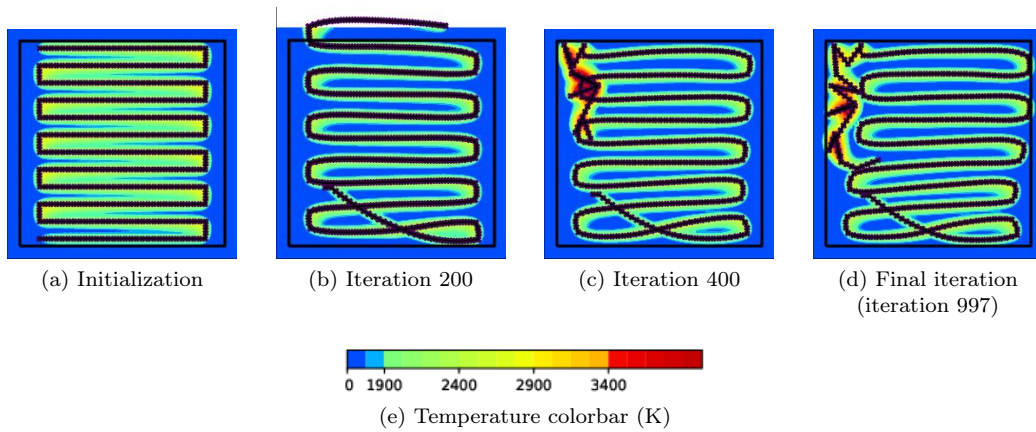 (a) Initialization
(b) Iteration 200
(c) Iteration 400
(d) Final iteration
(iteration 997)
0 1900 2400 2900 3400
(e) Temperature colorbar (K)